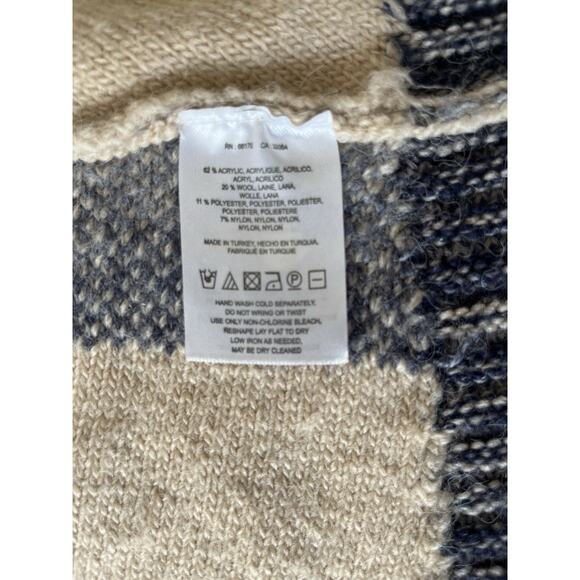 RN : 66170 CA : 32084
62 % ACRYLIC, ACRYLIQUE, ACRILICO,
ACRYL, ACRILICO
20 % WOOL, LAINE, LANA,
WOLLE, LANA
11 % POLYESTER, POLYESTER, POLIESTER,
POLYESTER, POLIESTERE
7% NYLON, NYLON, NYLON,
NYLON, NYLON
MADE IN TURKEY, HECHO EN TURQUIA,
FABRIQUÉ EN TURQUIE
P
HAND WASH COLD SEPARATELY,
DO NOT WRING OR TWIST
USE ONLY NON-CHLORINE BLEACH,
RESHAPE LAY FLAT TO DRY
LOW IRON AS NEEDED,
MAY BE DRY CLEANED